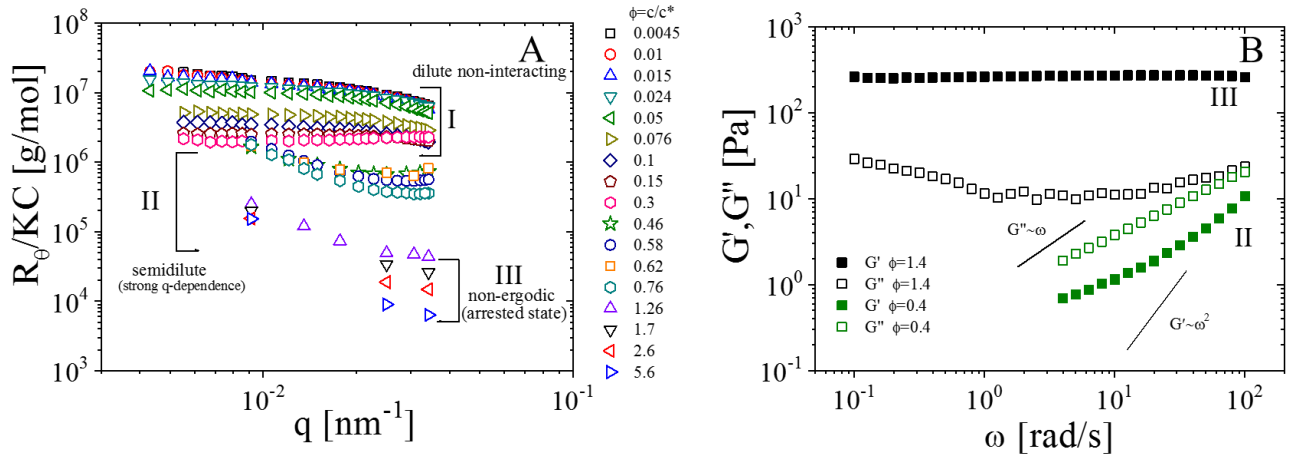 A
R_θ/KC [g/mol]
10^8
10^7
10^6
10^5
10^4
10^3
10^-2
10^-1
q [nm^-1]
dilute non-interacting
I
II
semidilute
(strong q-dependence)
III
non-ergodic
(arrested state)
ϕ=c/c*
0.0045
0.01
0.015
0.024
0.05
0.076
0.1
0.15
0.3
0.46
0.58
0.62
0.76
1.26
1.7
2.6
5.6
B
G',G" [Pa]
10^3
10^2
10^1
10^0
10^-1
10^-1
10^0
10^1
10^2
ω [rad/s]
III
II
G"~ω
G'~ω^2
G' ϕ=1.4
G" ϕ=1.4
G' ϕ=0.4
G" ϕ=0.4